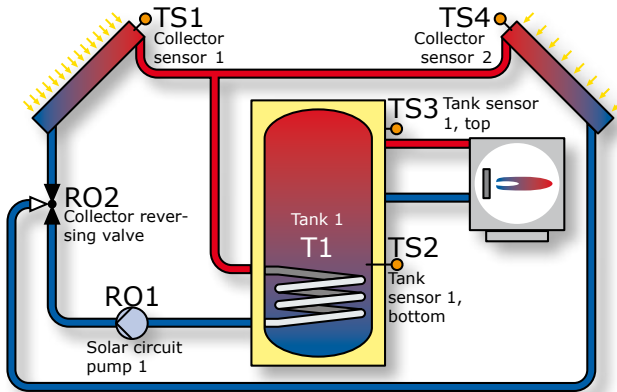 TS1
Collector
sensor 1
TS4
Collector
sensor 2
TS3
Tank sensor
1, top
RO2
Collector rever-
sing valve
Tank 1
T1
TS2
Tank
sensor 1,
bottom
RO1
Solar circuit
pump 1